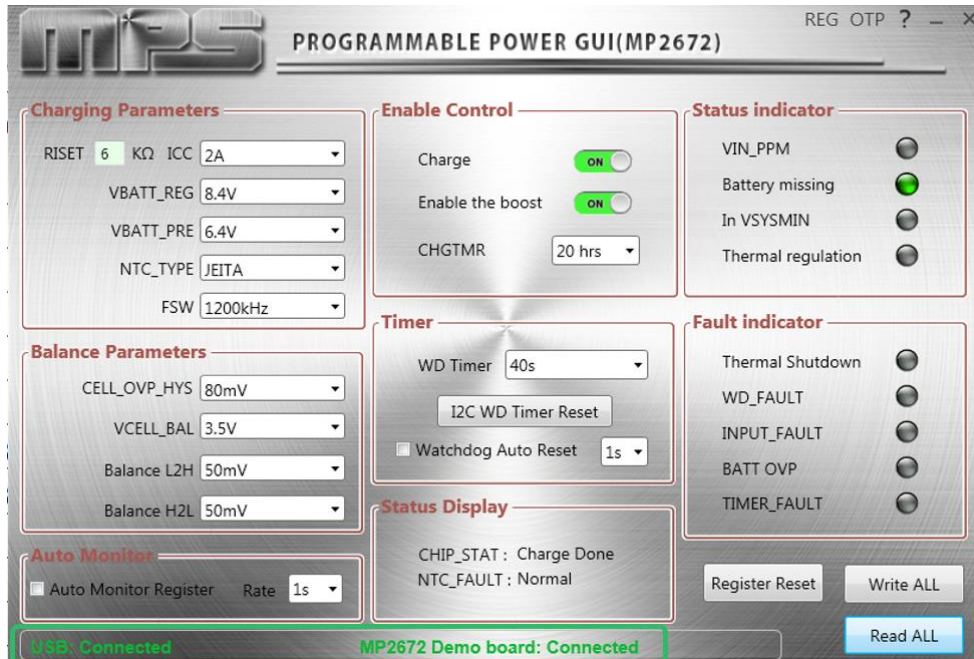 mps
REG OTP ? – X
PROGRAMMABLE POWER GUI(MP2672)
Charging Parameters
RISET 6 KΩ ICC 2A
VBATT_REG 8.4V
VBATT_PRE 6.4V
NTC_TYPE JEITA
FSW 1200kHz
Balance Parameters
CELL_OVP_HYS 80mV
VCELL_BAL 3.5V
Balance L2H 50mV
Balance H2L 50mV
Auto Monitor
Auto Monitor Register Rate 1s
Enable Control
Charge ON
Enable the boost ON
CHGTMR 20 hrs
Timer
WD Timer 40s
I2C WD Timer Reset
Watchdog Auto Reset 1s
Status Display
CHIP_STAT : Charge Done
NTC_FAULT : Normal
Status indicator
VIN_PPM
Battery missing
In VSYSMIN
Thermal regulation
Fault indicator
Thermal Shutdown
WD_FAULT
INPUT_FAULT
BATT OVP
TIMER_FAULT
Register Reset Write ALL
Read ALL
USB: Connected MP2672 Demo board: Connected